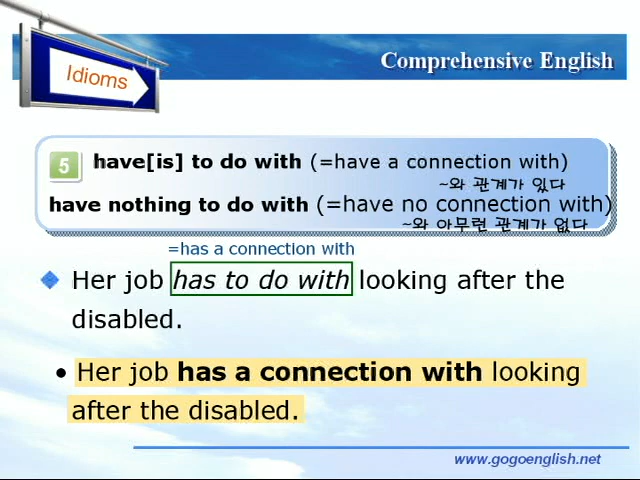 Idioms
Comprehensive English
5 have[is] to do with (=have a connection with)
~와 관계가 있다
have nothing to do with (=have no connection with)
~와 아무런 관계가 없다
=has a connection with
Her job has to do with looking after the
disabled.
• Her job has a connection with looking
after the disabled.
www.gogoenglish.net